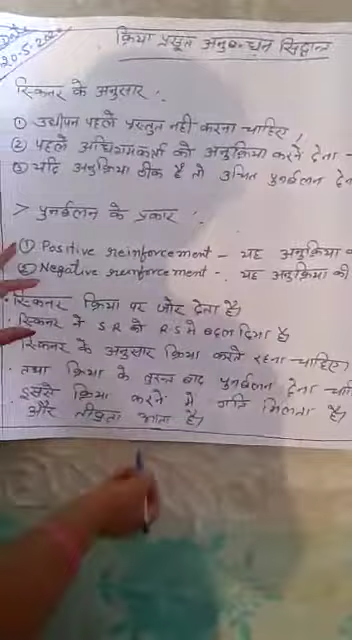 Date
20.5.202
क्रिया प्रसूत अनुबन्धन सिद्धान्त
स्किनर के अनुसार :.
① उद्दीपन पहले प्रस्तुत नहीं करना चाहिए,
② पहले अधिगमकर्ता को अनुक्रिया करने देना
③ यदि अनुक्रिया ठीक है तो उचित पुनर्बलन देन
> पुनर्बलन के प्रकार :.
① Positive reinforcement - यह अनुक्रिया क
② Negative reinforcement - यह अनुक्रिया की
· स्किनर क्रिया पर जोर देता है।
· स्किनर ने S.R को R.S में बदल दिया है।
स्किनर के अनुसार क्रिया करते रहना चाहिए।
· तथा क्रिया के तुरन्त बाद पुनर्बलन देना चा
· इससे क्रिया करने में गति मिलता है।
और तीव्रता आता है।